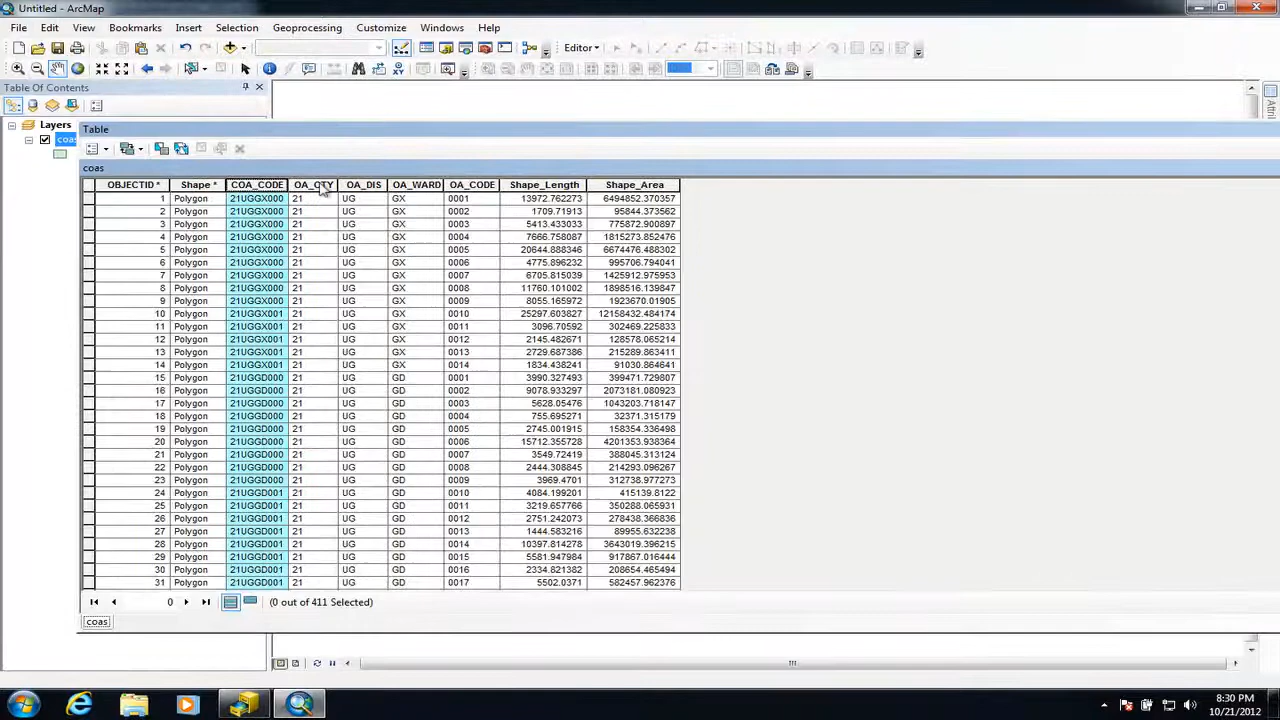 Untitled - ArcMap
File Edit View Bookmarks Insert Selection Geoprocessing Customize Windows Help
Editor
Table Of Contents
Layers
coas
Table
coas
OBJECTID * Shape * COA_CODE OA_CTY OA_DIS OA_WARD OA_CODE Shape_Length Shape_Area
1 Polygon 21UGGX000 21 UG GX 0001 13972.762273 6494852.370357
2 Polygon 21UGGX000 21 UG GX 0002 1709.71913 95844.373562
3 Polygon 21UGGX000 21 UG GX 0003 5413.433033 775872.900897
4 Polygon 21UGGX000 21 UG GX 0004 7666.758087 1815273.852476
5 Polygon 21UGGX000 21 UG GX 0005 20644.888346 6674476.488302
6 Polygon 21UGGX000 21 UG GX 0006 4775.896232 995706.794041
7 Polygon 21UGGX000 21 UG GX 0007 6705.815039 1425912.975953
8 Polygon 21UGGX000 21 UG GX 0008 11760.101002 1898516.139847
9 Polygon 21UGGX000 21 UG GX 0009 8055.165972 1923670.01905
10 Polygon 21UGGX001 21 UG GX 0010 25297.603827 12158432.484174
11 Polygon 21UGGX001 21 UG GX 0011 3096.70592 302469.225833
12 Polygon 21UGGX001 21 UG GX 0012 2145.482671 128578.065214
13 Polygon 21UGGX001 21 UG GX 0013 2729.687386 215289.863411
14 Polygon 21UGGX001 21 UG GX 0014 1834.438241 91030.864641
15 Polygon 21UGGD000 21 UG GD 0001 3990.327493 399471.729807
16 Polygon 21UGGD000 21 UG GD 0002 9078.933297 2073181.080923
17 Polygon 21UGGD000 21 UG GD 0003 5628.05476 1043203.718147
18 Polygon 21UGGD000 21 UG GD 0004 755.695271 32371.315179
19 Polygon 21UGGD000 21 UG GD 0005 2745.001915 158354.336498
20 Polygon 21UGGD000 21 UG GD 0006 15712.355728 4201353.938364
21 Polygon 21UGGD000 21 UG GD 0007 3549.72419 388045.313124
22 Polygon 21UGGD000 21 UG GD 0008 2444.308845 214293.096267
23 Polygon 21UGGD000 21 UG GD 0009 3969.4701 312738.977273
24 Polygon 21UGGD001 21 UG GD 0010 4084.199201 415139.8122
25 Polygon 21UGGD001 21 UG GD 0011 3219.657766 350288.065931
26 Polygon 21UGGD001 21 UG GD 0012 2751.242073 278438.366836
27 Polygon 21UGGD001 21 UG GD 0013 1444.583216 89955.632238
28 Polygon 21UGGD001 21 UG GD 0014 10397.814278 3643019.396215
29 Polygon 21UGGD001 21 UG GD 0015 5581.947984 917867.016444
30 Polygon 21UGGD001 21 UG GD 0016 2334.821382 208654.465494
31 Polygon 21UGGD001 21 UG GD 0017 5502.0371 582457.962376
0 (0 out of 411 Selected)
coas
8:30 PM
10/21/2012